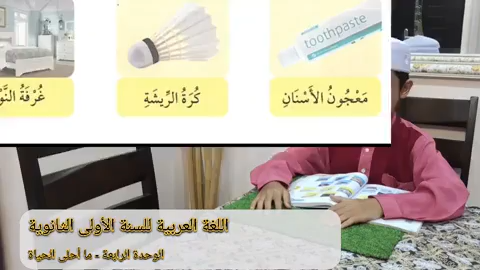 toothpaste
مَعْجُونُ الأَسْنَانِ
كُرَةُ الرِّيشَةِ
غُرْفَةُ
اللغة العربية للسنة الأولى الثانوية
الوحدة الرابعة - ما أحلى الحياة